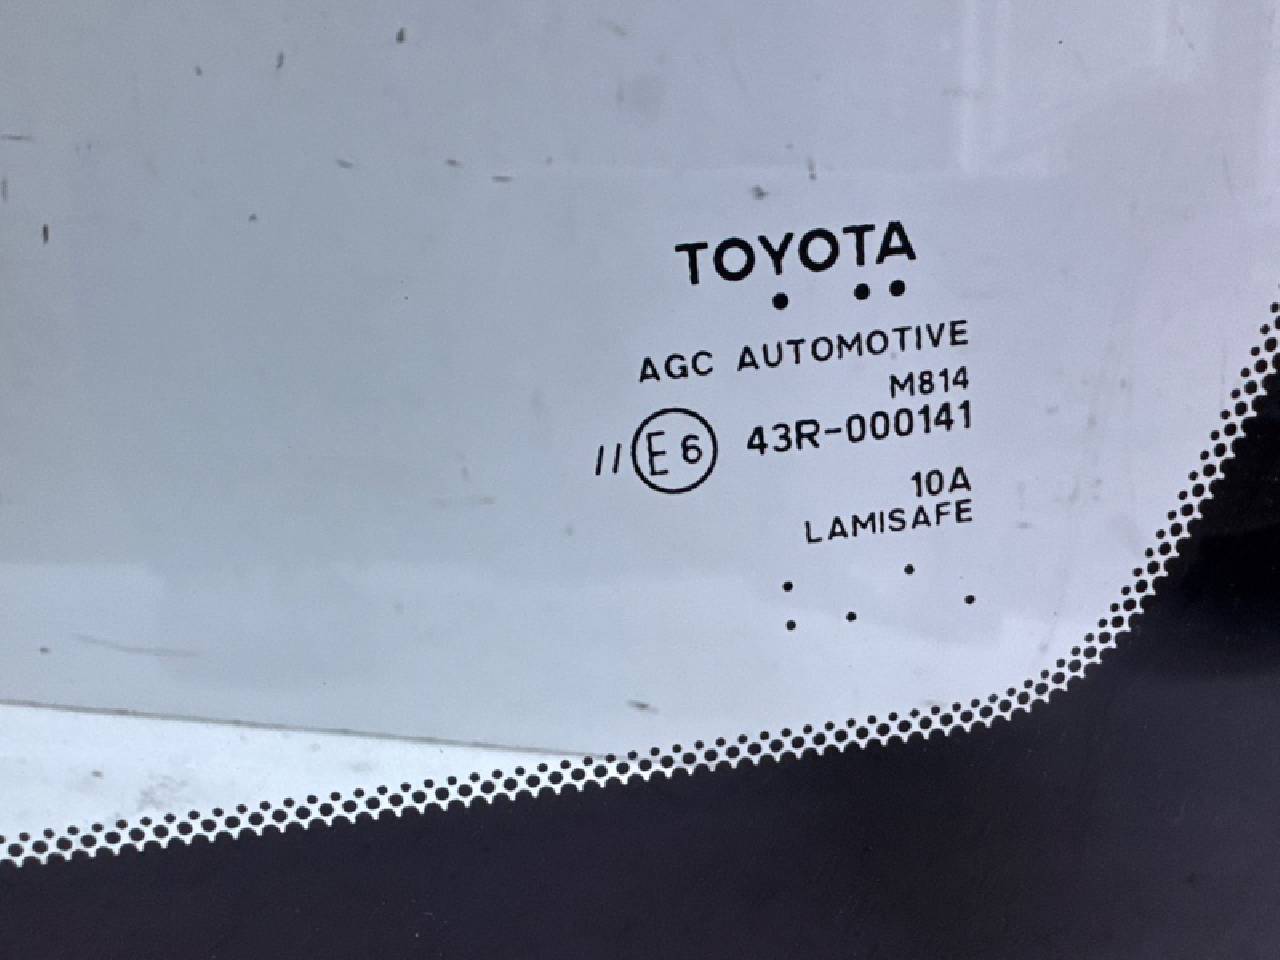 TOYOTA
AGC AUTOMOTIVE
M814
II E6 43R-000141
10A
LAMISAFE